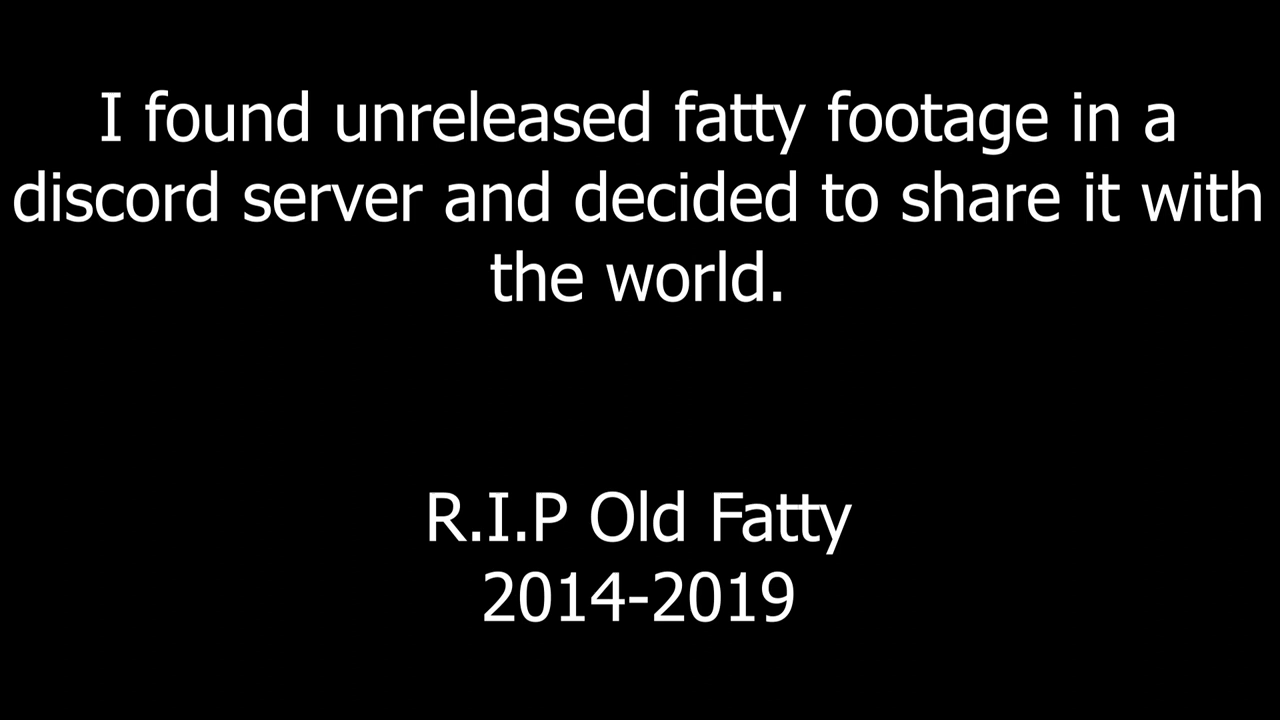 I found unreleased fatty footage in a
discord server and decided to share it with
the world.
R.I.P Old Fatty
2014-2019